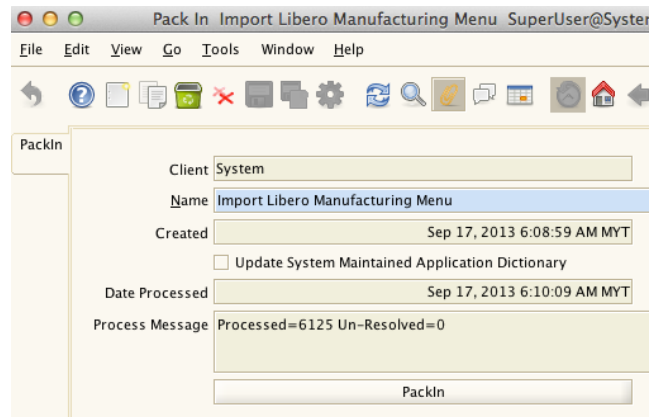 Pack In Import Libero Manufacturing Menu SuperUser@System
File Edit View Go Tools Window Help
PackIn
Client System
Name Import Libero Manufacturing Menu
Created Sep 17, 2013 6:08:59 AM MYT
Update System Maintained Application Dictionary
Date Processed Sep 17, 2013 6:10:09 AM MYT
Process Message Processed=6125 Un-Resolved=0
PackIn